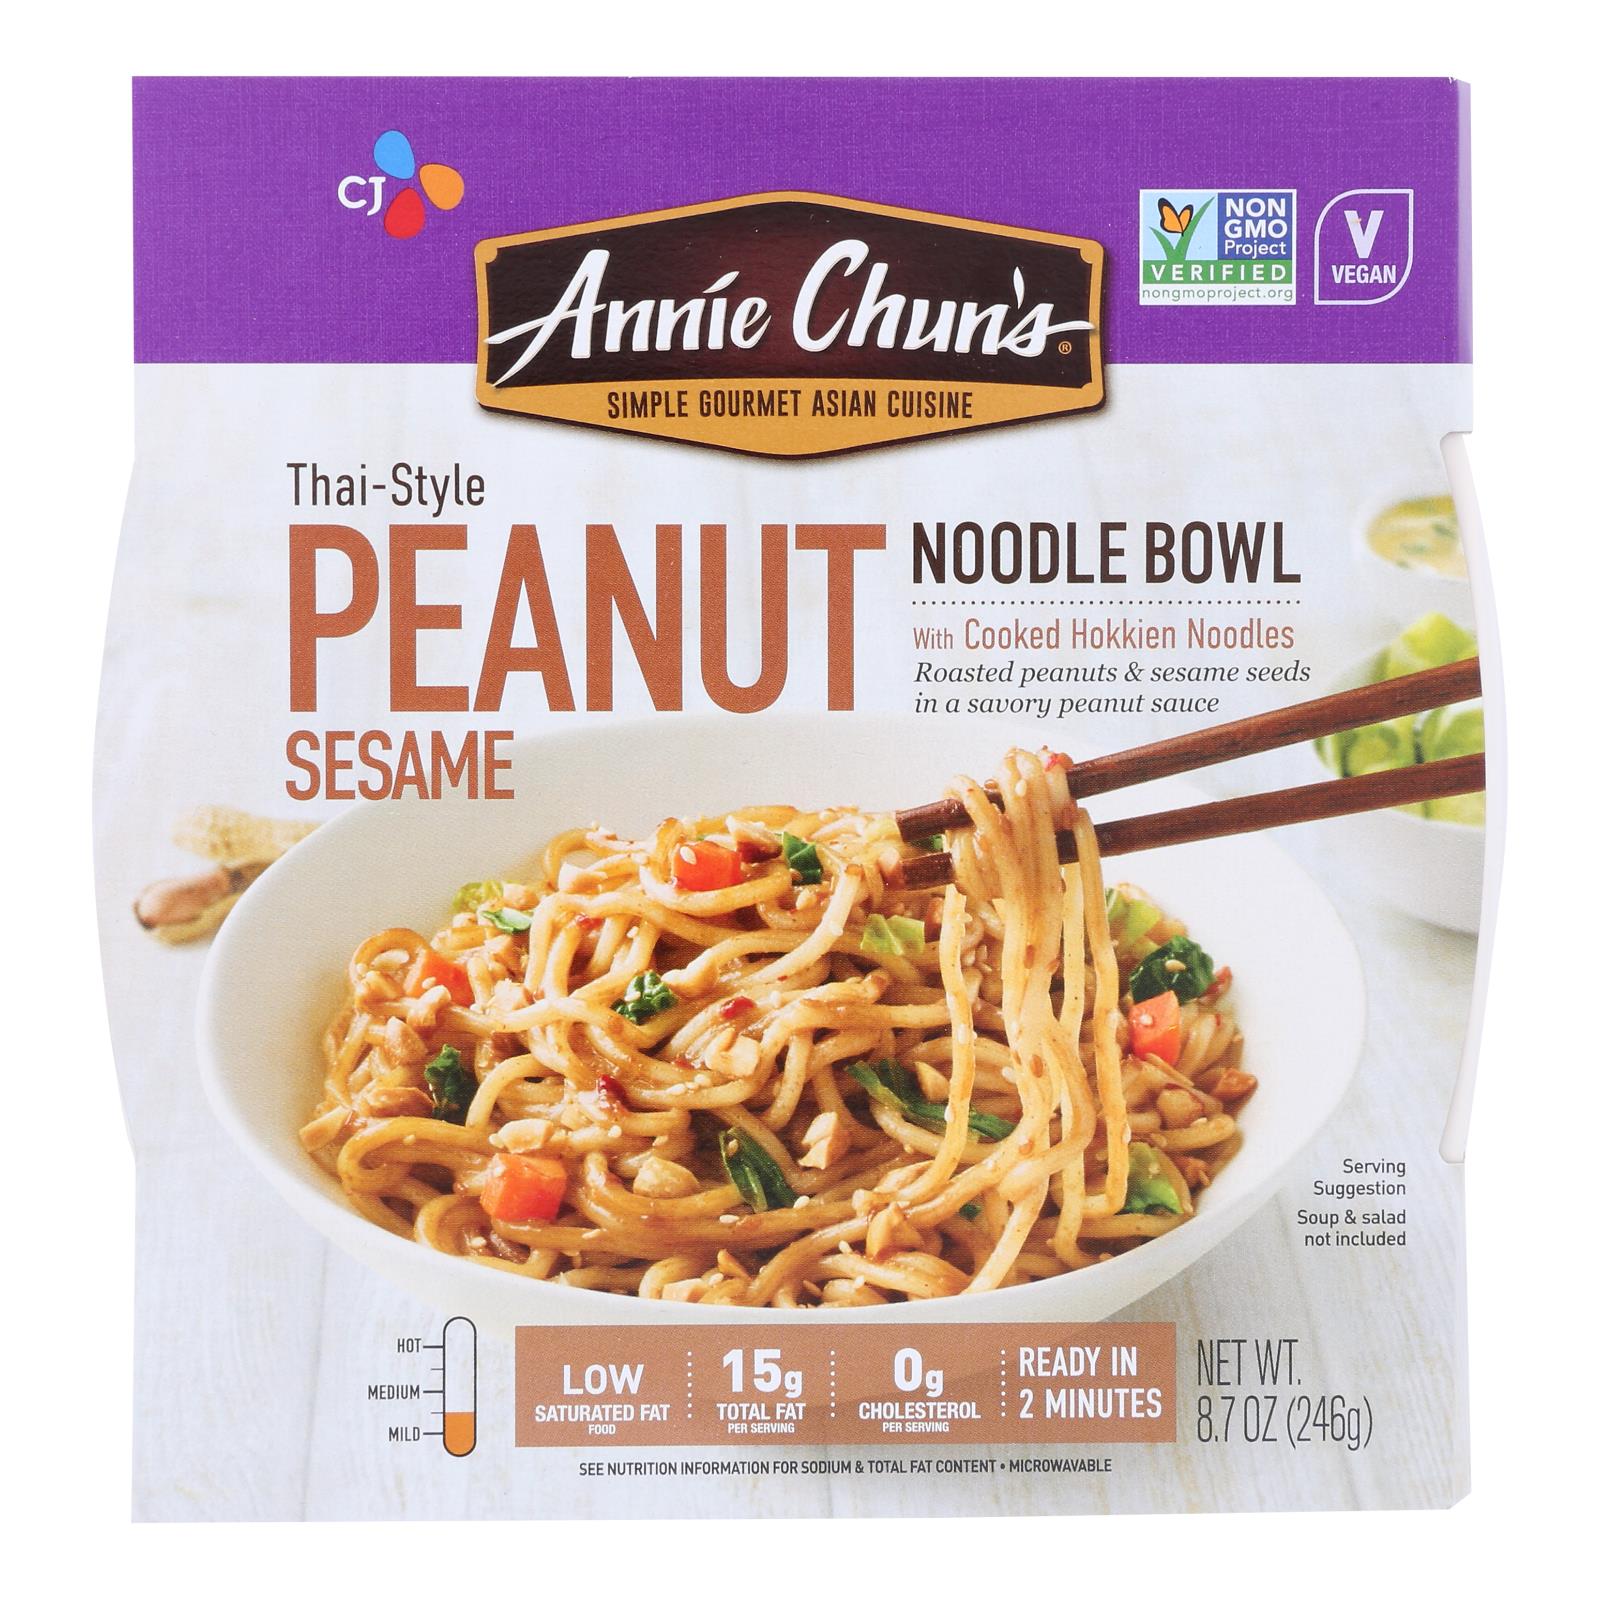 CJ
NON
GMO
Project
VERIFIED
nongmoproject.org
V
VEGAN
Annie Chun's®
SIMPLE GOURMET ASIAN CUISINE
Thai-Style
PEANUT
SESAME
NOODLE BOWL
With Cooked Hokkien Noodles
Roasted peanuts & sesame seeds
in a savory peanut sauce
Serving
Suggestion
Soup & salad
not included
HOT
MEDIUM
MILD
LOW
SATURATED FAT
FOOD
15g
TOTAL FAT
PER SERVING
0g
CHOLESTEROL
PER SERVING
READY IN
2 MINUTES
NET WT.
8.7 OZ (246g)
SEE NUTRITION INFORMATION FOR SODIUM & TOTAL FAT CONTENT • MICROWAVABLE